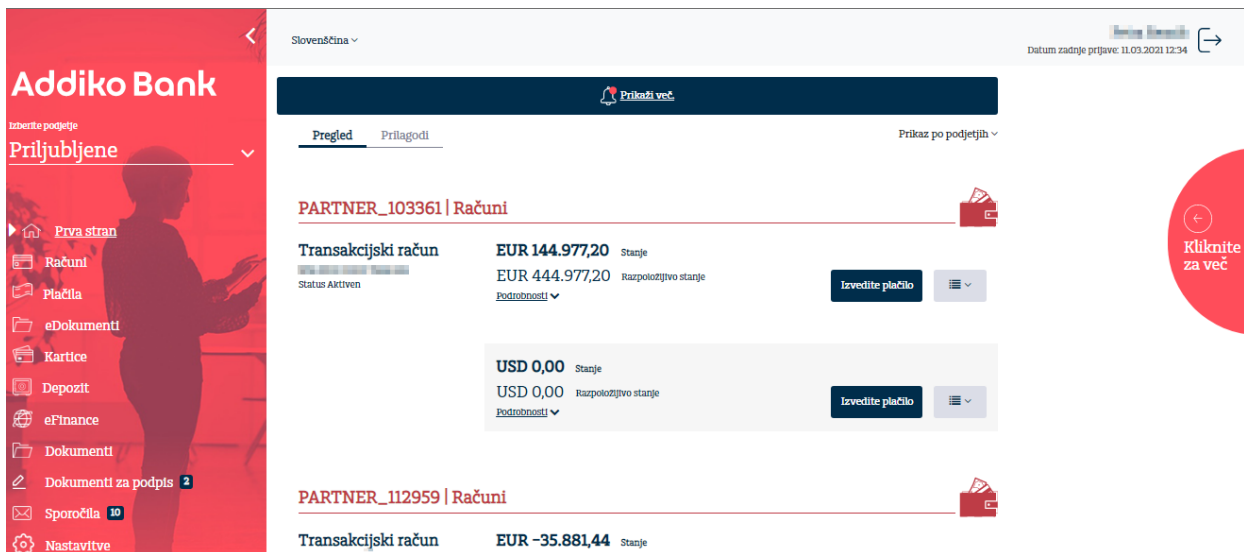 Slovenščina
Datum zadnje prijave: 11.03.2021 12:34
Addiko Bank
Izberite podjetje
Priljubljene
Prva stran
Računi
Plačila
eDokumenti
Kartice
Depozit
eFinance
Dokumenti
Dokumenti za podpis 2
Sporočila 10
Nastavitve
Prikaži več.
Pregled Prilagodi Prikaz po podjetjih
PARTNER_103361 | Računi
Transakcijski račun EUR 144.977,20 Stanje
EUR 444.977,20 Razpoložljivo stanje
Status Aktiven
Podrobnosti
Izvedite plačilo
USD 0,00 Stanje
USD 0,00 Razpoložljivo stanje
Podrobnosti
Izvedite plačilo
PARTNER_112959 | Računi
Transakcijski račun EUR -35.881,44 Stanje
Kliknite
za več